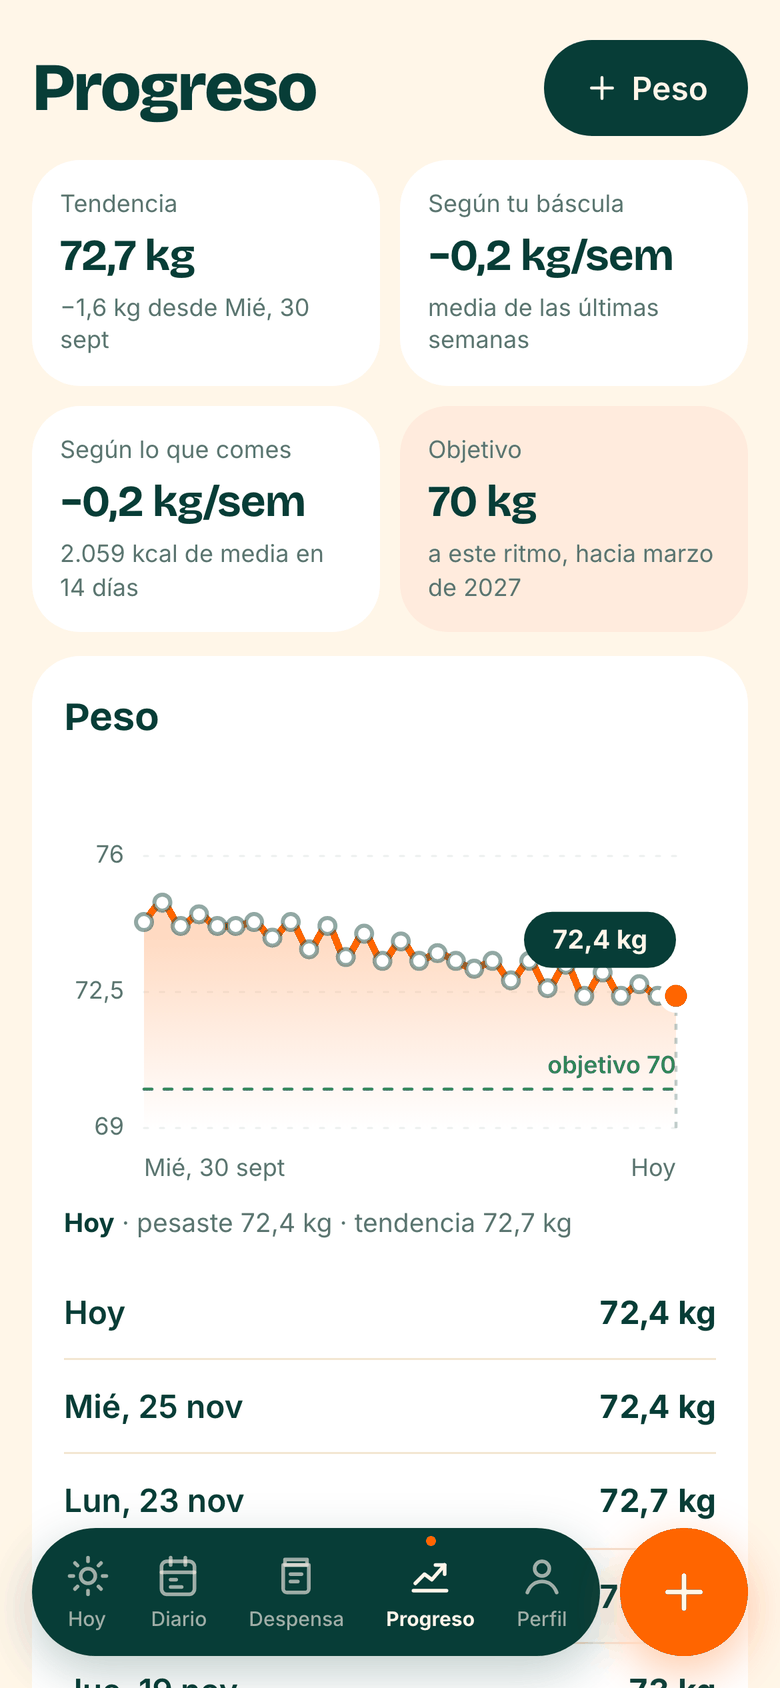 Progreso
+ Peso
Tendencia
72,7 kg
−1,6 kg desde Mié, 30
sept
Según tu báscula
−0,2 kg/sem
media de las últimas
semanas
Según lo que comes
−0,2 kg/sem
2.059 kcal de media en
14 días
Objetivo
70 kg
a este ritmo, hacia marzo
de 2027
Peso
76
72,4 kg
72,5
objetivo 70
69
Mié, 30 sept
Hoy
Hoy · pesaste 72,4 kg · tendencia 72,7 kg
Hoy
72,4 kg
Mié, 25 nov
72,4 kg
Lun, 23 nov
72,7 kg
Hoy
Diario
Despensa
Progreso
Perfil